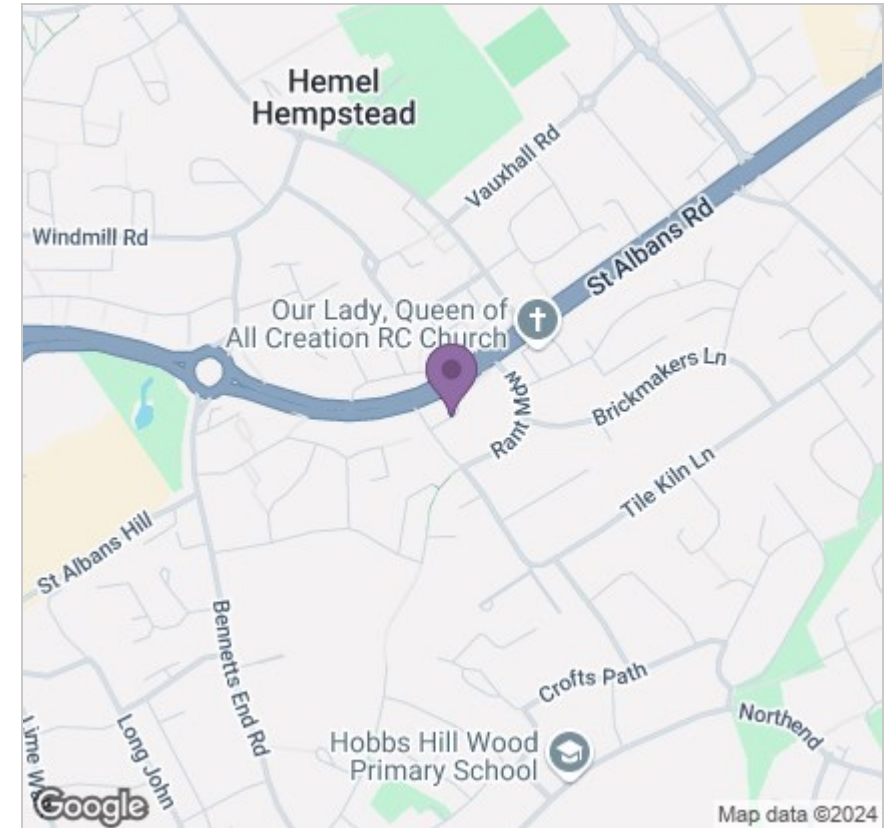 Hemel
Hempstead
Vauxhall Rd
Windmill Rd
St Albans Rd
Our Lady, Queen of
All Creation RC Church
Rant Mdw
Brickmakers Ln
Tile Kiln Ln
St Albans Hill
Bennetts End Rd
Crofts Path
Northend
Long John
Hobbs Hill Wood
Primary School
Google
Map data ©2024